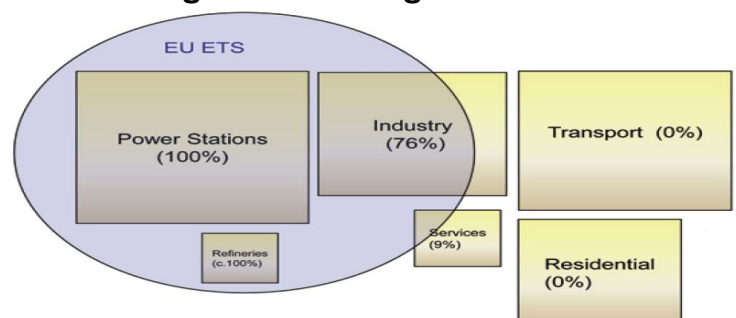 EU ETS
Power Stations
(100%)
Industry
(76%)
Transport (0%)
Refineries
(c.100%)
Services
(9%)
Residential
(0%)